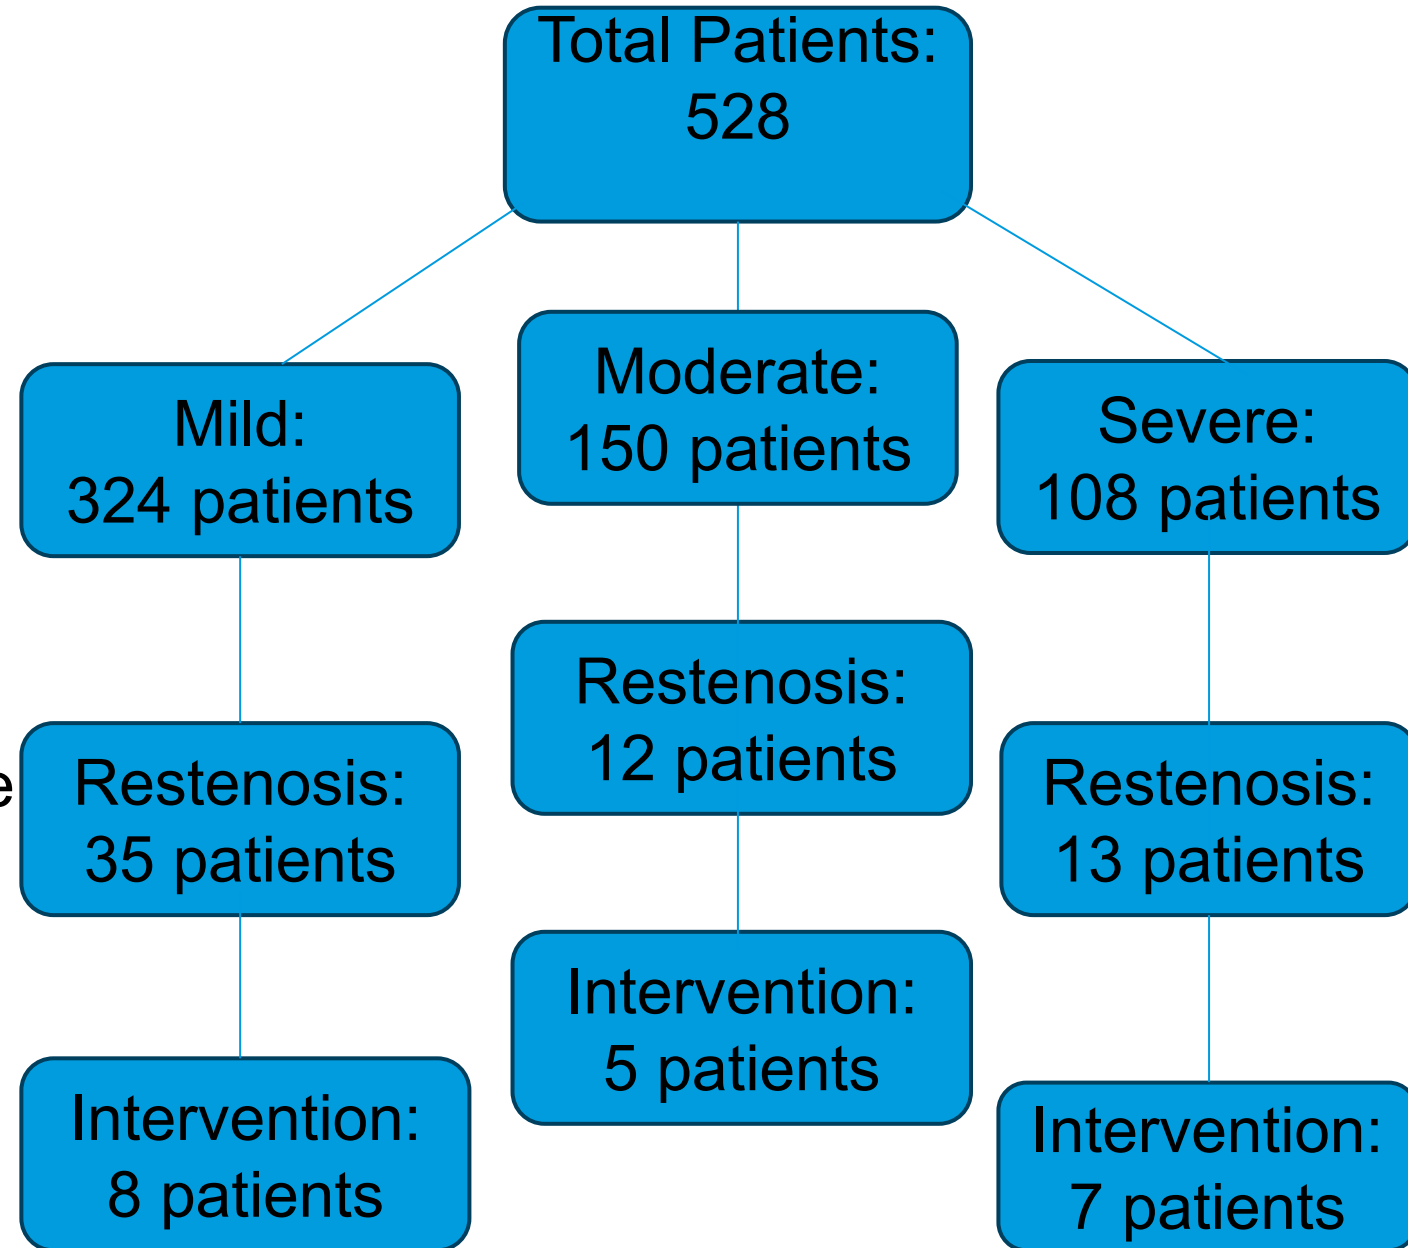 Total Patients:
528
Mild:
324 patients
Moderate:
150 patients
Severe:
108 patients
Restenosis:
35 patients
Restenosis:
12 patients
Restenosis:
13 patients
Intervention:
8 patients
Intervention:
5 patients
Intervention:
7 patients